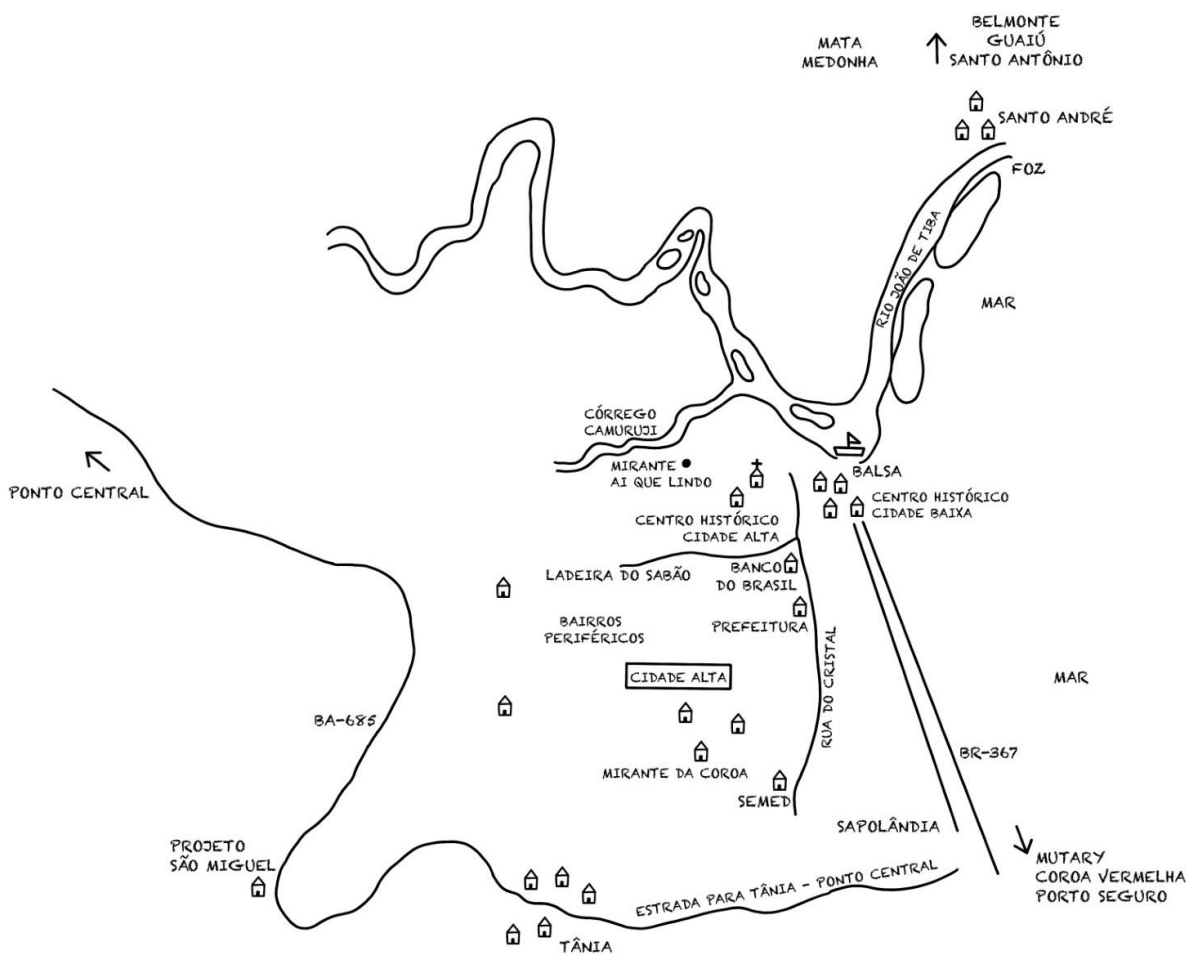 BELMONTE
GUAIÚ
SANTO ANTÔNIO
MATA
MEDONHA
SANTO ANDRÉ
FOZ
RIO JOÃO DE TIBA
MAR
CÓRREGO
CAMURUJI
MIRANTE
AI QUE LINDO
BALSA
PONTO CENTRAL
CENTRO HISTÓRICO
CIDADE BAIXA
CENTRO HISTÓRICO
CIDADE ALTA
LADEIRA DO SABÃO
BANCO
DO BRASIL
BAIRROS
PERIFÉRICOS
PREFEITURA
CIDADE ALTA
RUA DO CRISTAL
MAR
BA-685
BR-367
MIRANTE DA COROA
SEMED
SAPOLÂNDIA
PROJETO
SÃO MIGUEL
MUTARY
COROA VERMELHA
PORTO SEGURO
ESTRADA PARA TÂNIA - PONTO CENTRAL
TÂNIA